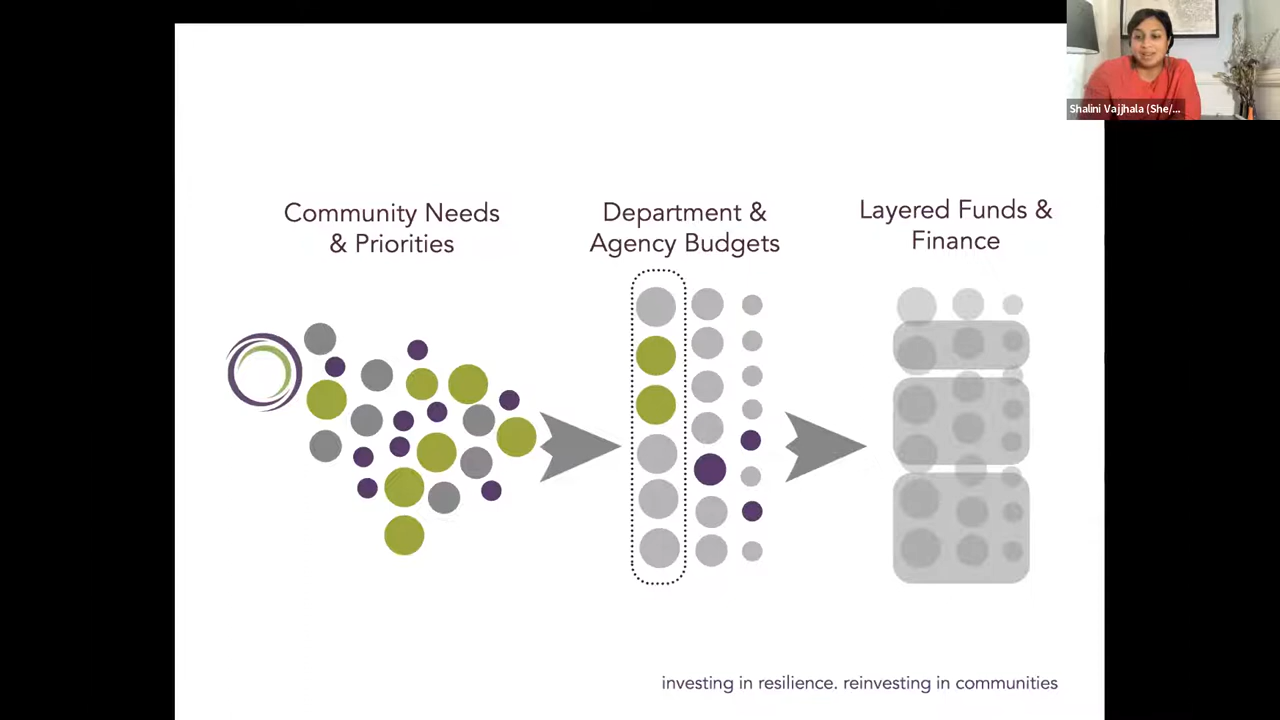 Shalini Vajjhala (She/...
Community Needs
& Priorities
Department &
Agency Budgets
Layered Funds &
Finance
investing in resilience. reinvesting in communities